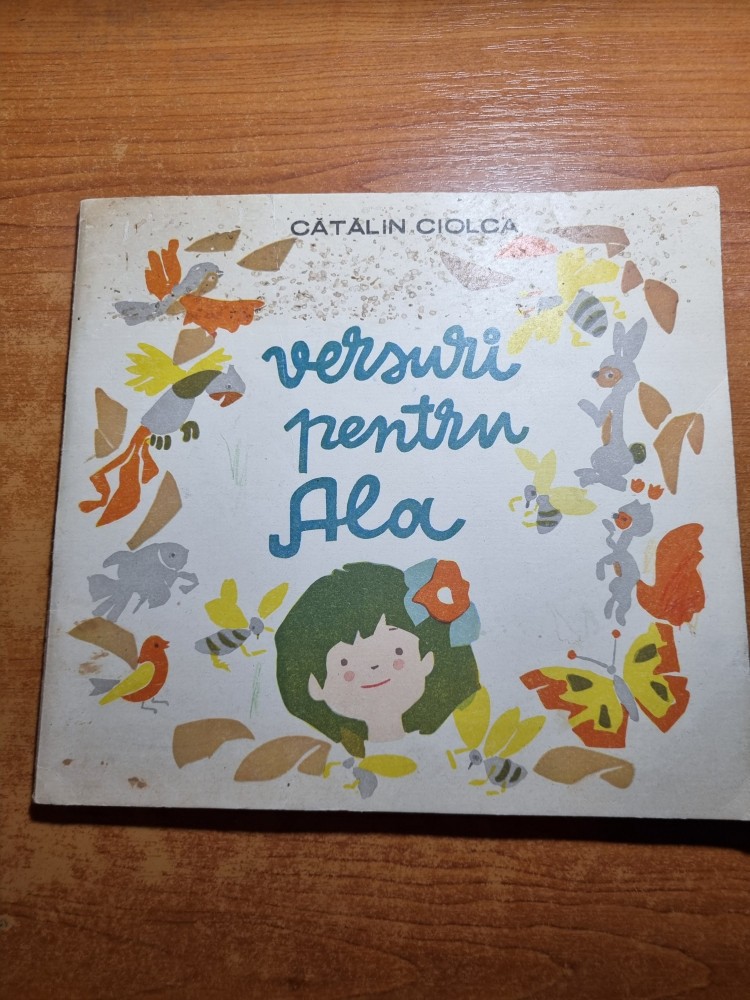 CĂTĂLIN CIOLCA
versuri
pentru
Ala